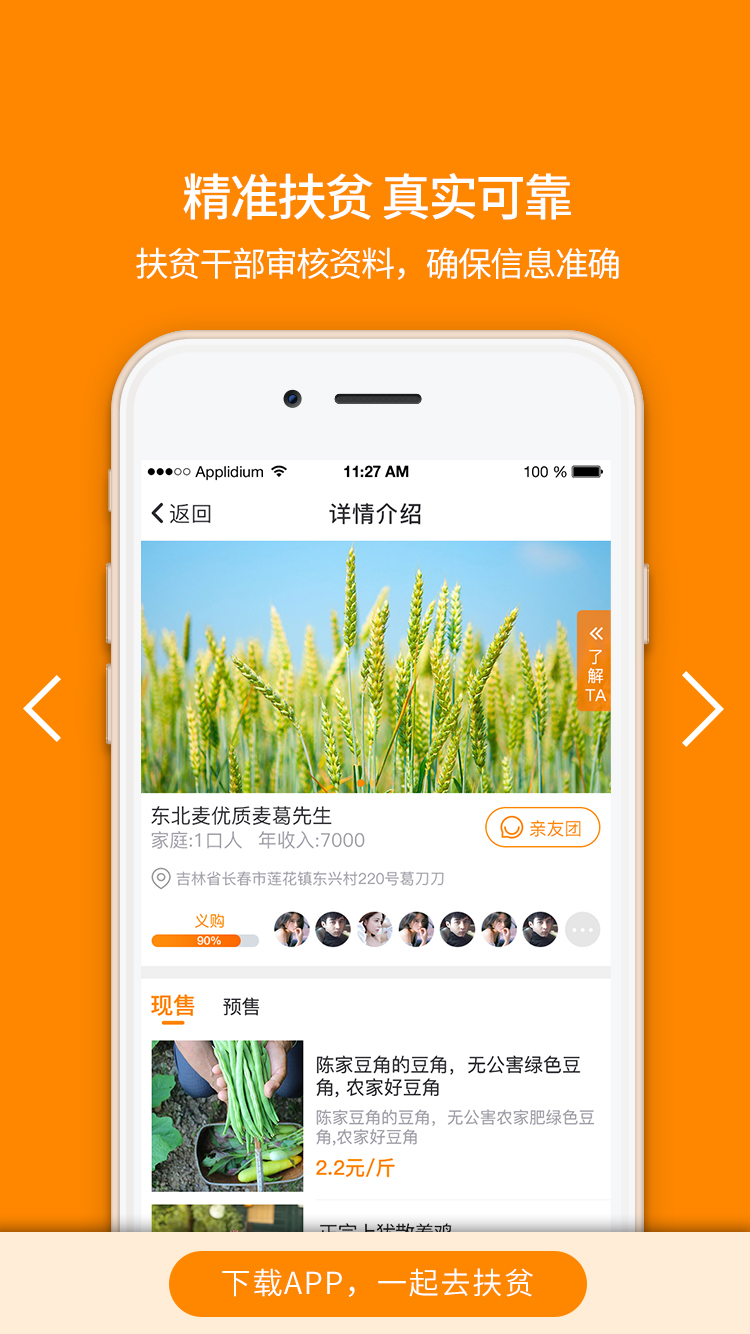 精准扶贫 真实可靠
扶贫干部审核资料，确保信息准确
Applidium 11:27 AM 100 %
返回 详情介绍
了解TA
东北麦优质麦葛先生
家庭:1口人 年收入:7000
亲友团
吉林省长春市莲花镇东兴村220号葛刀刀
义购
90%
现售 预售
陈家豆角的豆角，无公害绿色豆
角, 农家好豆角
陈家豆角的豆角，无公害农家肥绿色豆
角,农家好豆角
2.2元/斤
正宗上犹散养鸡
下载APP，一起去扶贫